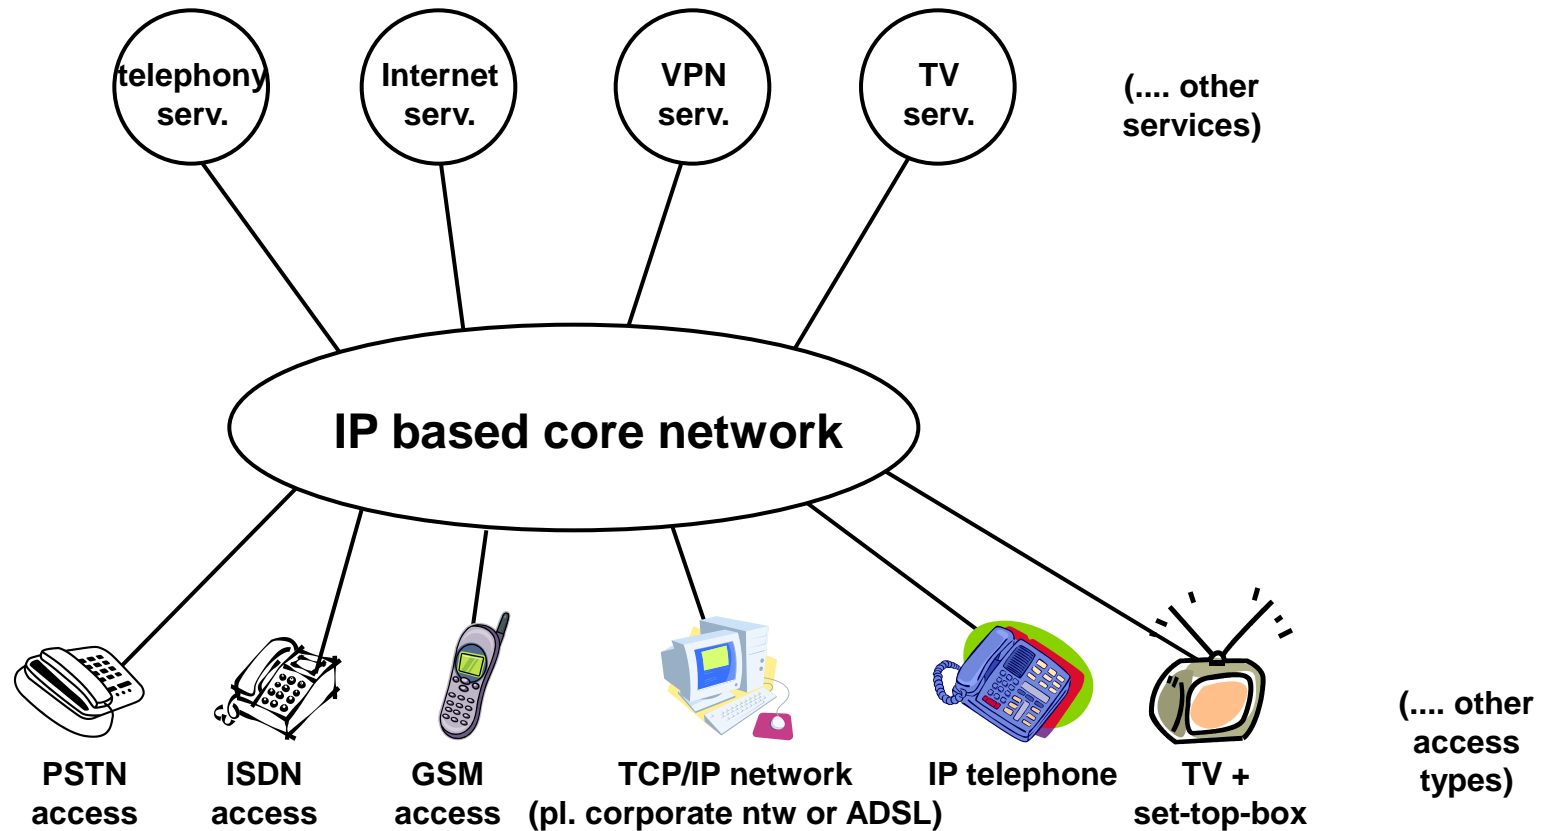 telephony
serv.
Internet
serv.
VPN
serv.
TV
serv.
(.... other
services)
IP based core network
PSTN
access
ISDN
access
GSM
access
TCP/IP network
(pl. corporate ntw or ADSL)
IP telephone
TV +
set-top-box
(.... other
access
types)